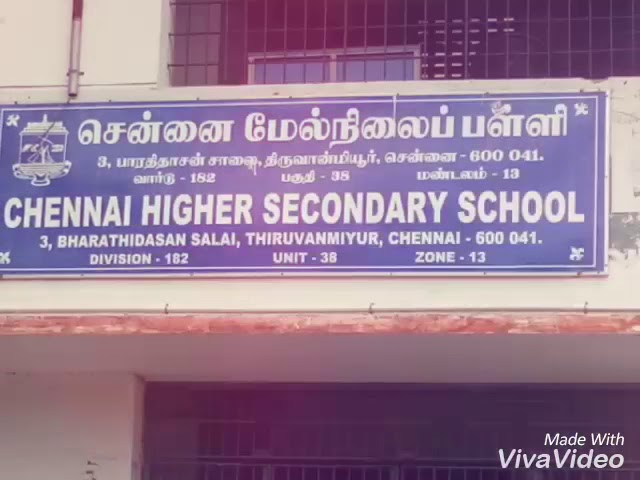 சென்னை மேல்நிலைப் பள்ளி
3, பாரதிதாசன் சாலை, திருவான்மியூர், சென்னை - 600 041.
வார்டு - 182 பகுதி - 38 மண்டலம் - 13
CHENNAI HIGHER SECONDARY SCHOOL
3, BHARATHIDASAN SALAI, THIRUVANMIYUR, CHENNAI - 600 041.
DIVISION - 182 UNIT - 38 ZONE - 13
Made With
VivaVideo